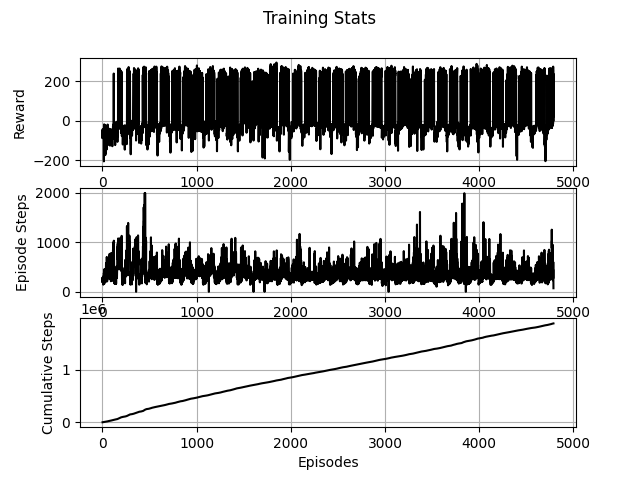 Training Stats
Reward
200
0
−200
0 1000 2000 3000 4000 5000
Episode Steps
2000
1000
0
0 1000 2000 3000 4000 5000
1e6
Cumulative Steps
1
0
0 1000 2000 3000 4000 5000
Episodes